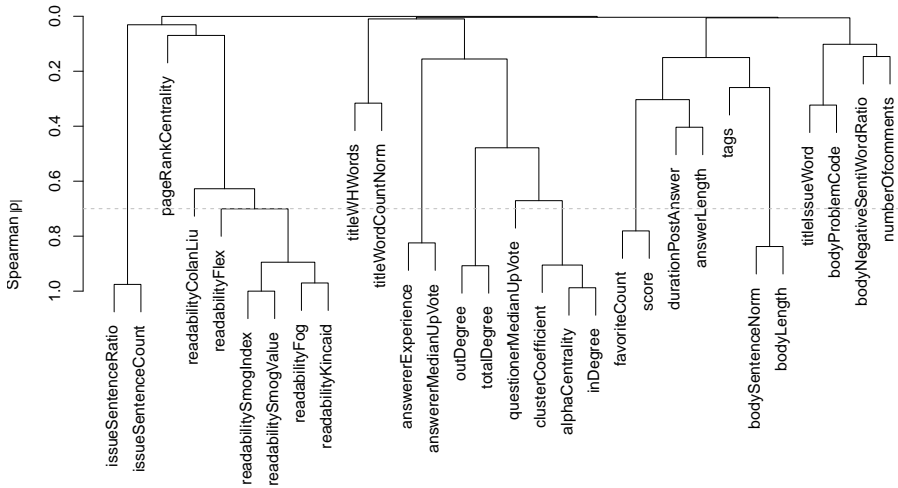 Spearman |ρ|
0.0
0.2
0.4
0.6
0.8
1.0
issueSentenceRatio
issueSentenceCount
pageRankCentrality
readabilityColanLiu
readabilityFlex
readabilitySmogIndex
readabilitySmogValue
readabilityFog
readabilityKincaid
titleWHWords
titleWordCountNorm
answererExperience
answererMedianUpVote
outDegree
totalDegree
questionerMedianUpVote
clusterCoefficient
alphaCentrality
inDegree
favoriteCount
score
durationPostAnswer
answerLength
tags
bodySentenceNorm
bodyLength
titleIssueWord
bodyProblemCode
bodyNegativeSentiWordRatio
numberOfcomments